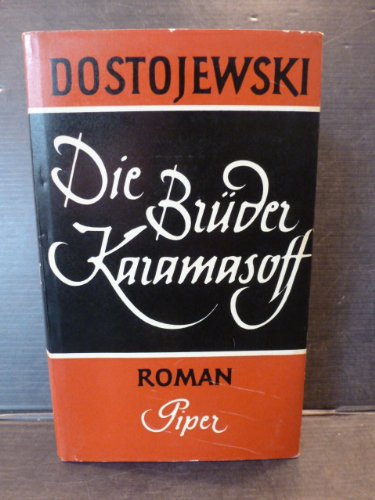 DOSTOJEWSKI
Die Brüder
Karamasoff
ROMAN
Piper